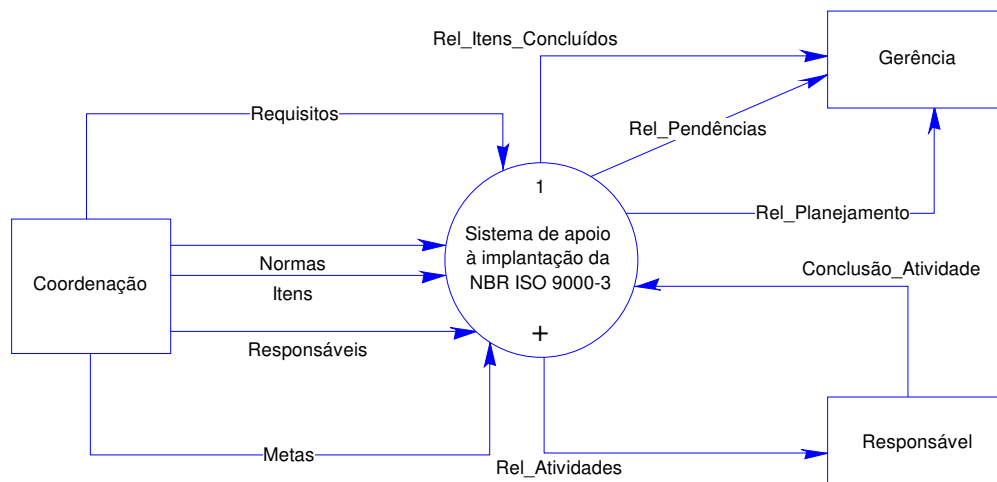 Rel_Itens_Concluídos
Gerência
Requisitos
Rel_Pendências
1
Rel_Planejamento
Sistema de apoio
à implantação da
NBR ISO 9000-3
+
Coordenação
Normas
Itens
Responsáveis
Conclusão_Atividade
Metas
Rel_Atividades
Responsável